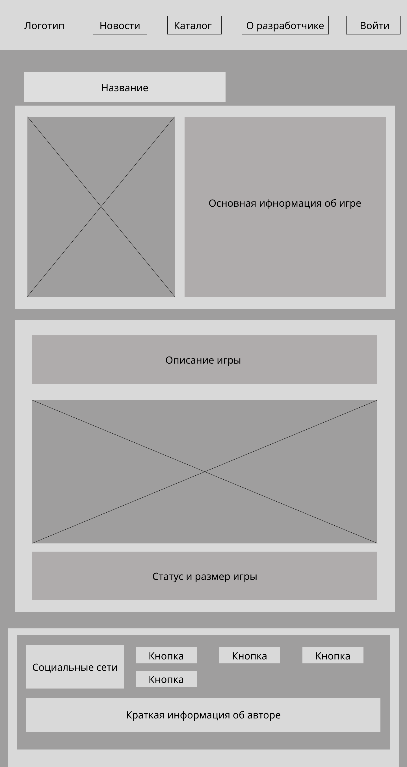 Логотип
Новости
Каталог
О разработчике
Войти
Название
Основная ифнормация об игре
Описание игры
Статус и размер игры
Социальные сети
Кнопка
Кнопка
Кнопка
Кнопка
Краткая информация об авторе